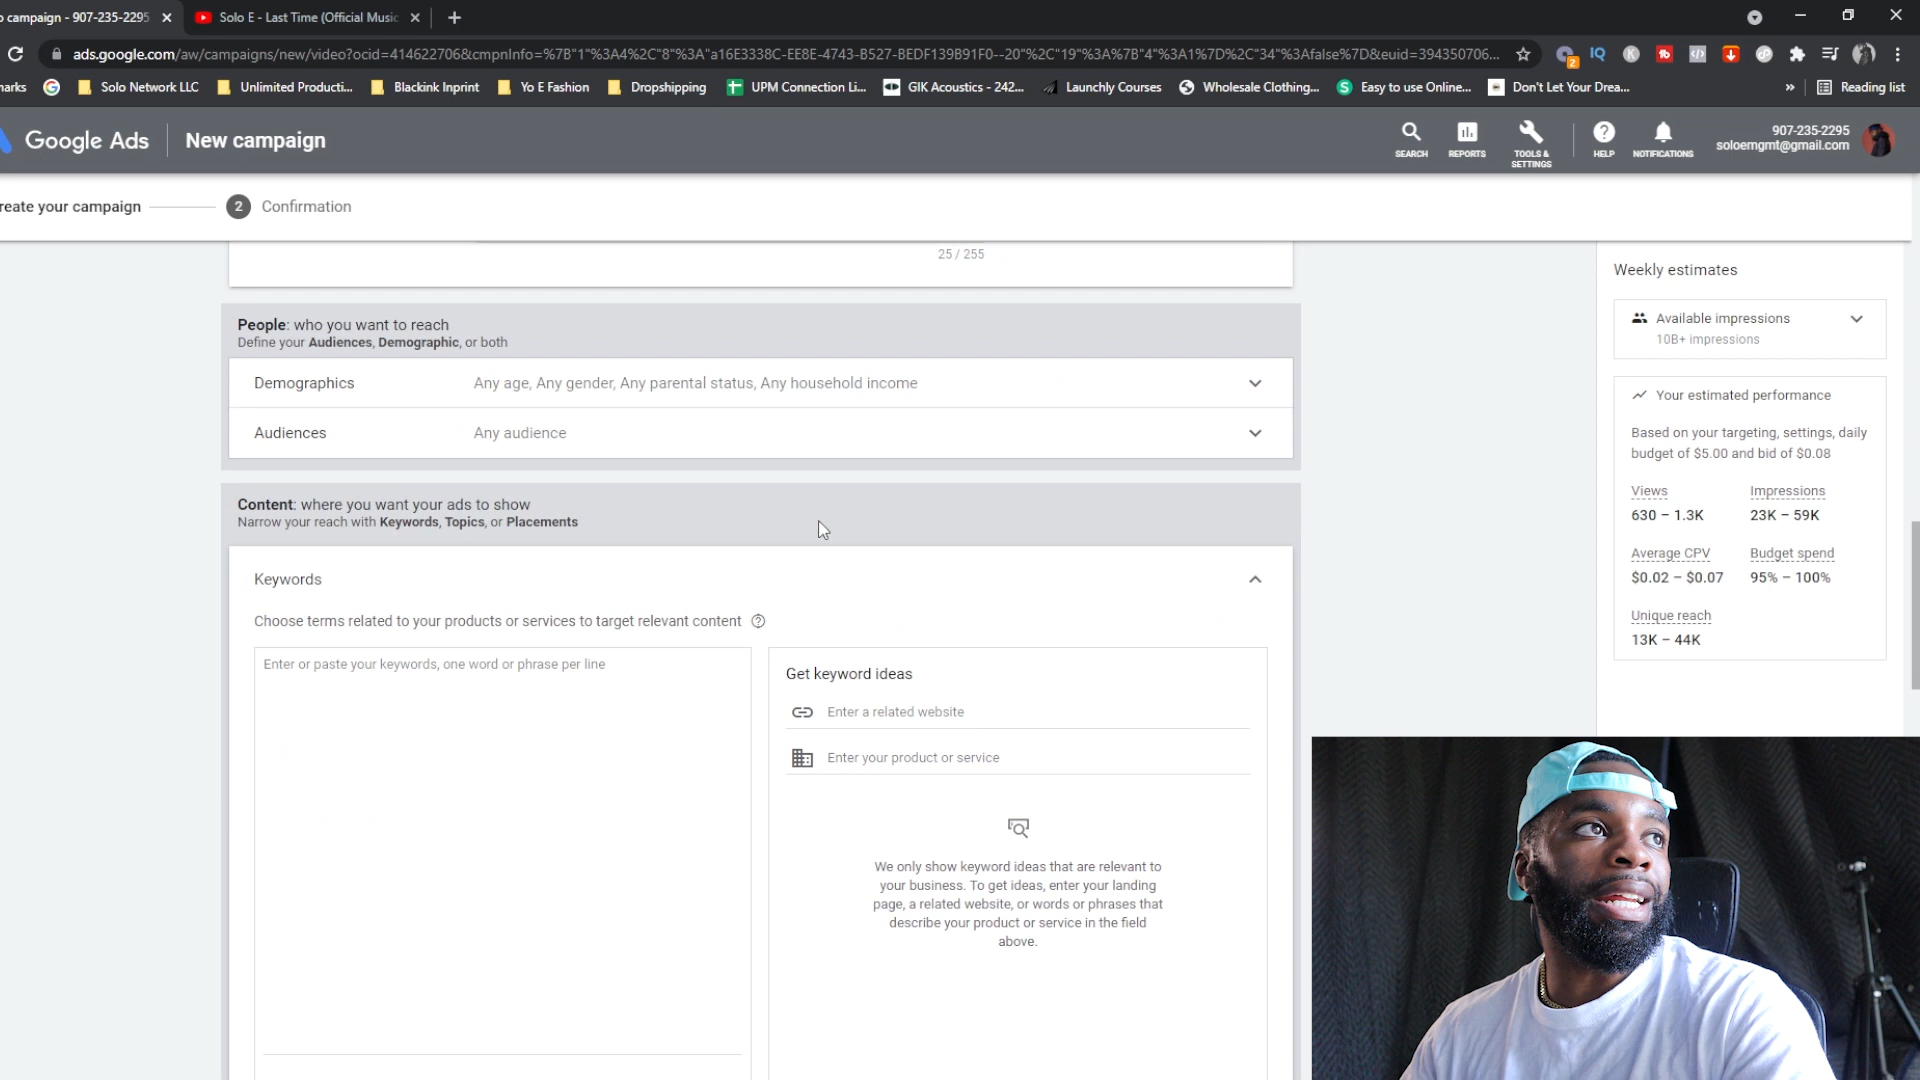 o campaign - 907-235-2295
Solo E - Last Time (Official Music
ads.google.com/aw/campaigns/new/video?ocid=414622706&cmpnInfo=%7B"1"%3A4%2C"8"%3A"a16E3338C-EE8E-4743-B527-BEDF139B91F0--20"%2C"19"%3A%7B"4"%3A1%7D%2C"34"%3Afalse%7D&euid=394350706...
narks
Solo Network LLC
Unlimited Producti...
Blackink Inprint
Yo E Fashion
Dropshipping
UPM Connection Li...
GIK Acoustics - 242...
Launchly Courses
Wholesale Clothing...
Easy to use Online...
Don't Let Your Drea...
»
Reading list
Google Ads
New campaign
SEARCH
REPORTS
TOOLS & SETTINGS
HELP
NOTIFICATIONS
907-235-2295
soloemgmt@gmail.com
reate your campaign
2
Confirmation
25 / 255
People: who you want to reach
Define your Audiences, Demographic, or both
Demographics
Any age, Any gender, Any parental status, Any household income
Audiences
Any audience
Content: where you want your ads to show
Narrow your reach with Keywords, Topics, or Placements
Keywords
Choose terms related to your products or services to target relevant content
Enter or paste your keywords, one word or phrase per line
Get keyword ideas
Enter a related website
Enter your product or service
We only show keyword ideas that are relevant to
your business. To get ideas, enter your landing
page, a related website, or words or phrases that
describe your product or service in the field
above.
Weekly estimates
Available impressions
10B+ impressions
Your estimated performance
Based on your targeting, settings, daily
budget of $5.00 and bid of $0.08
Views
Impressions
630 – 1.3K
23K – 59K
Average CPV
Budget spend
$0.02 – $0.07
95% – 100%
Unique reach
13K – 44K